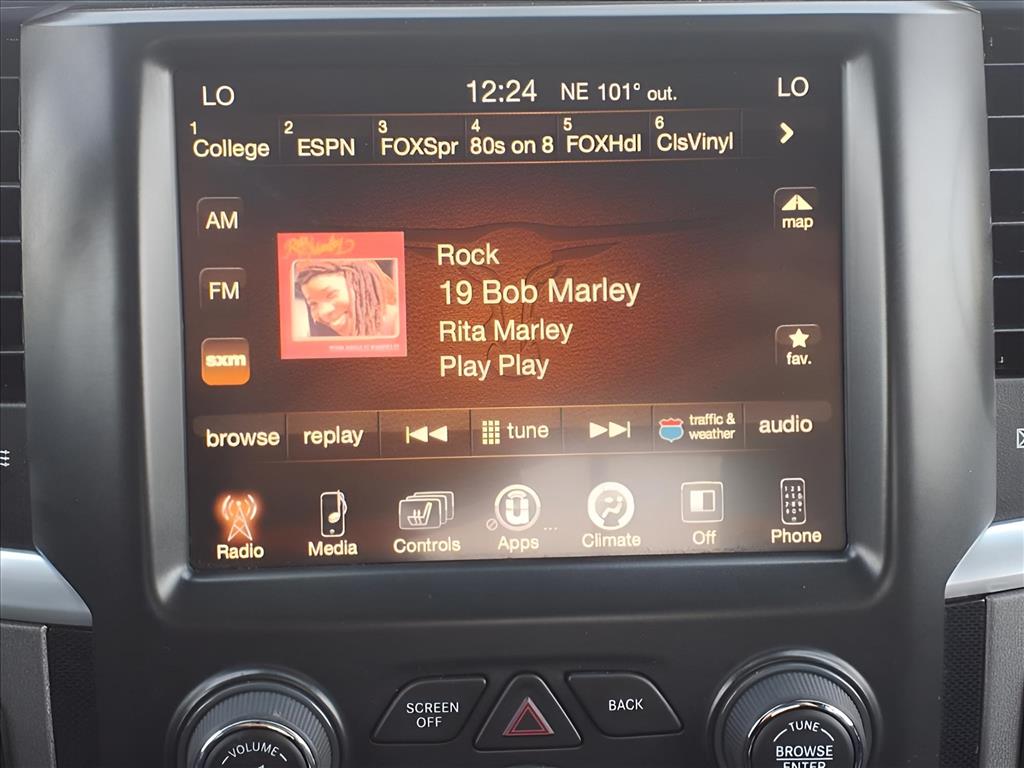 LO 12:24 NE 101° out. LO
1 College 2 ESPN 3 FOXSpr 4 80s on 8 5 FOXHdl 6 ClsVinyl
AM
map
Rock
FM
19 Bob Marley
Rita Marley
fav.
sxm
Play Play
browse replay tune traffic & weather audio
Radio Media Controls Apps ... Climate Off Phone
SCREEN OFF
BACK
VOLUME
TUNE
BROWSE
ENTER